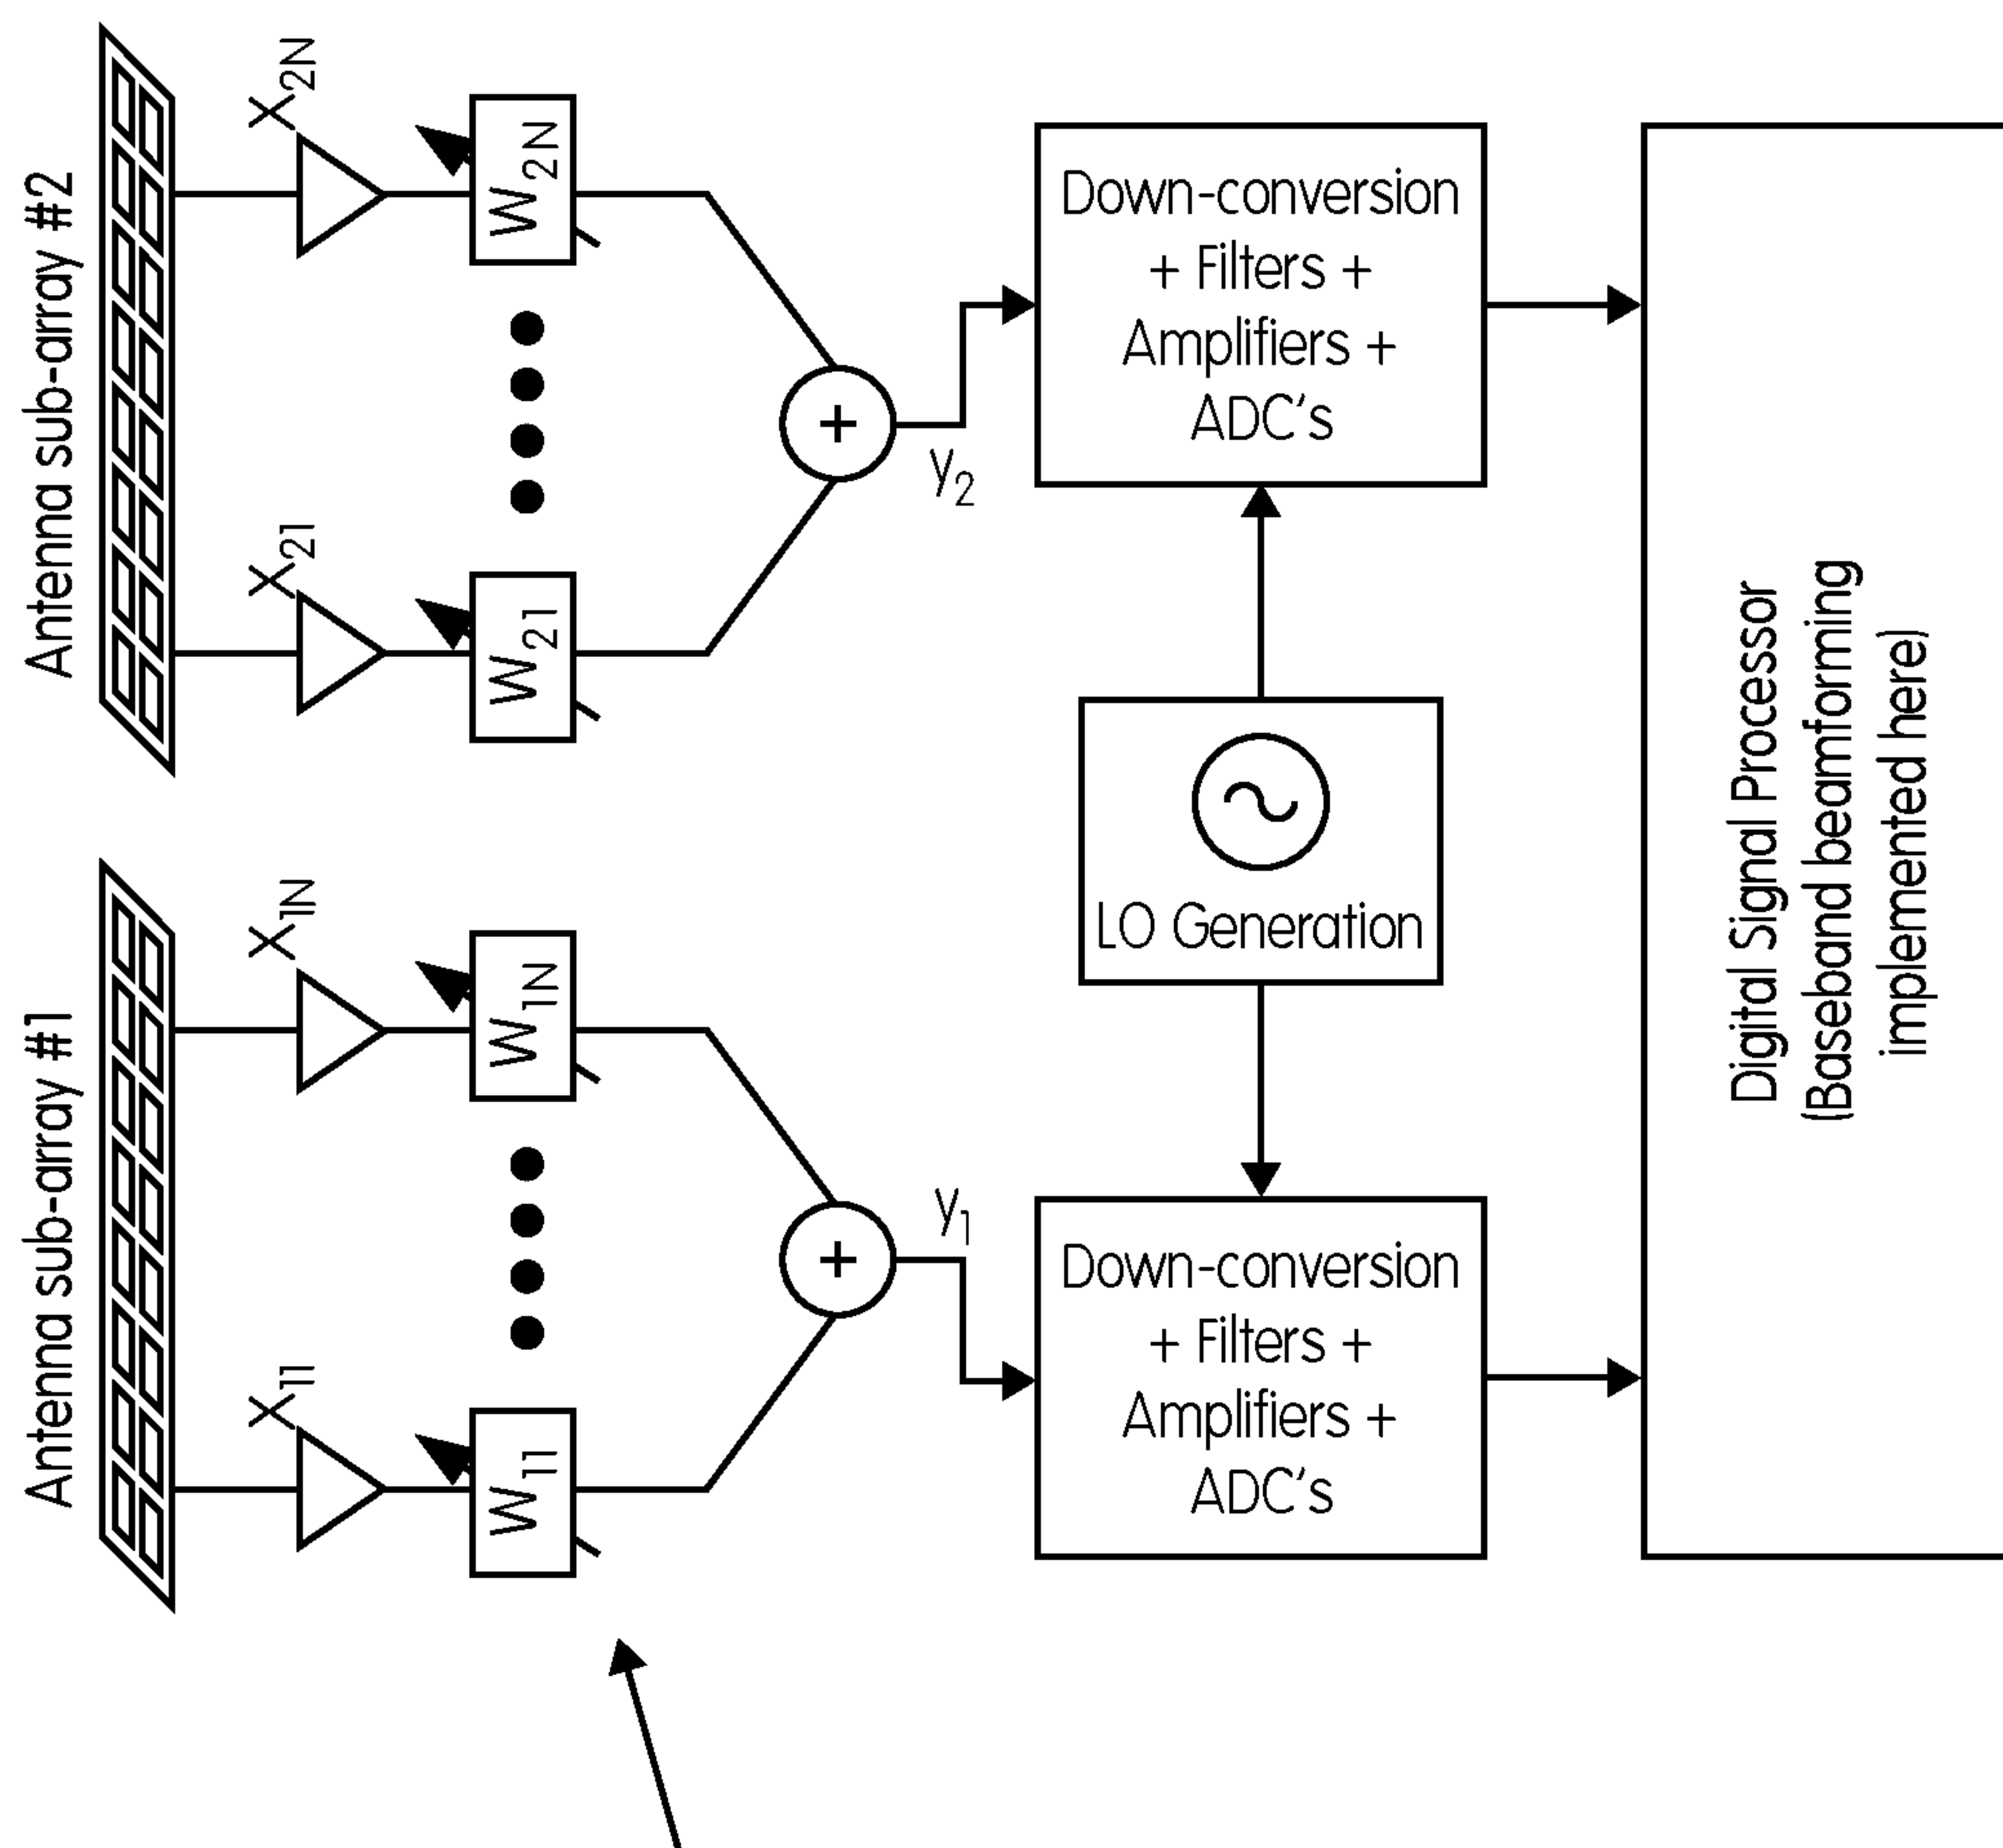 Antenna sub-array #1
Antenna sub-array #2
X11
X1N
X21
X2N
W11
W1N
W21
W2N
+
+
y1
y2
Down-conversion
+ Filters +
Amplifiers +
ADC's
LO Generation
Down-conversion
+ Filters +
Amplifiers +
ADC's
Digital Signal Processor
(Baseband beamforming
implemented here)